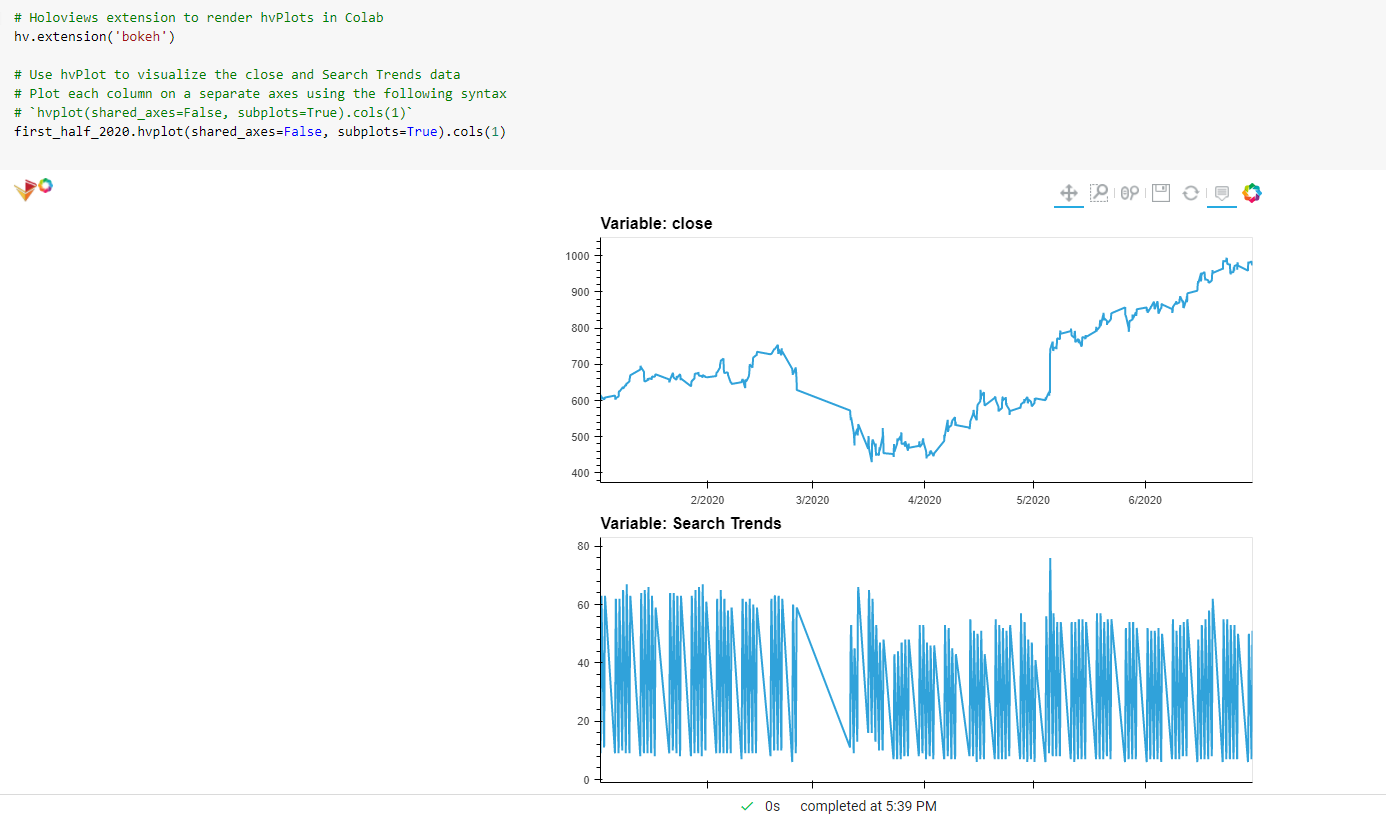 # Holoviews extension to render hvPlots in Colab
hv.extension('bokeh')
# Use hvPlot to visualize the close and Search Trends data
# Plot each column on a separate axes using the following syntax
# `hvplot(shared_axes=False, subplots=True).cols(1)`
first_half_2020.hvplot(shared_axes=False, subplots=True).cols(1)
Variable: close
1000
900
800
700
600
500
400
2/2020 3/2020 4/2020 5/2020 6/2020
Variable: Search Trends
80
60
40
20
0
0s completed at 5:39 PM